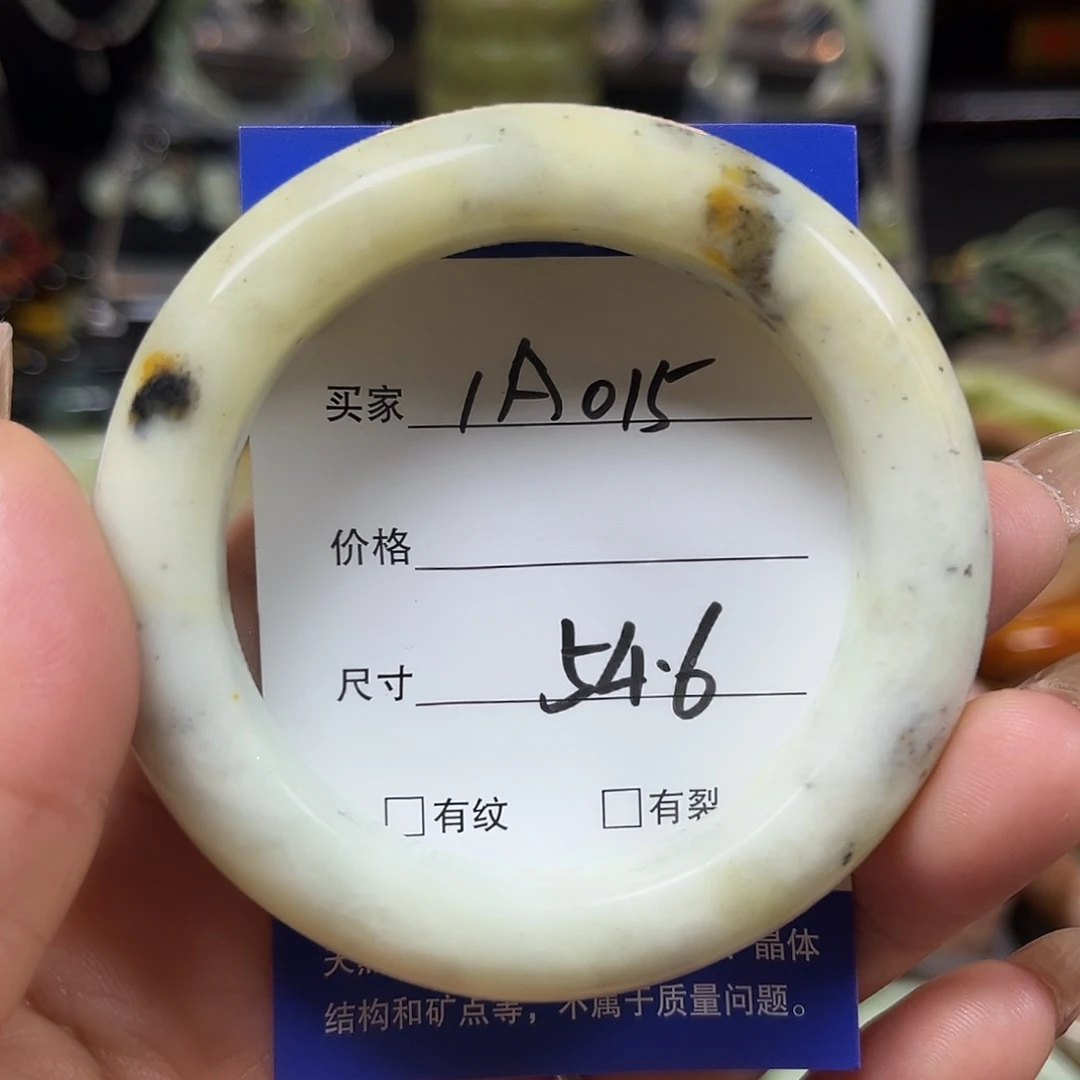 买家 1A015
价格
尺寸 54.6
□有纹 □有裂
晶体
结构和矿点等，不属于质量问题。